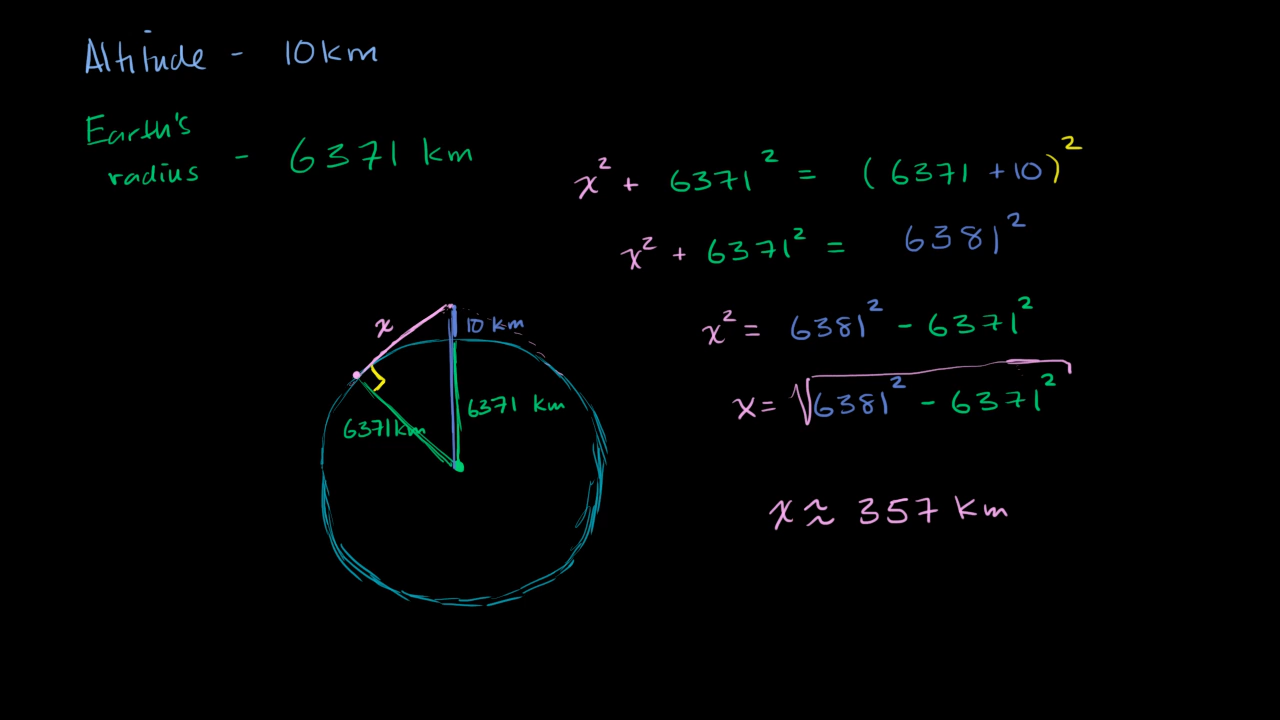 Altitude - 10km
Earth's
radius - 6371 km
x² + 6371² = (6371 + 10)²
x² + 6371² = 6381²
x² = 6381² - 6371²
x = √6381² - 6371²
x ≈ 357 km
x
10 km
6371 km
6371km